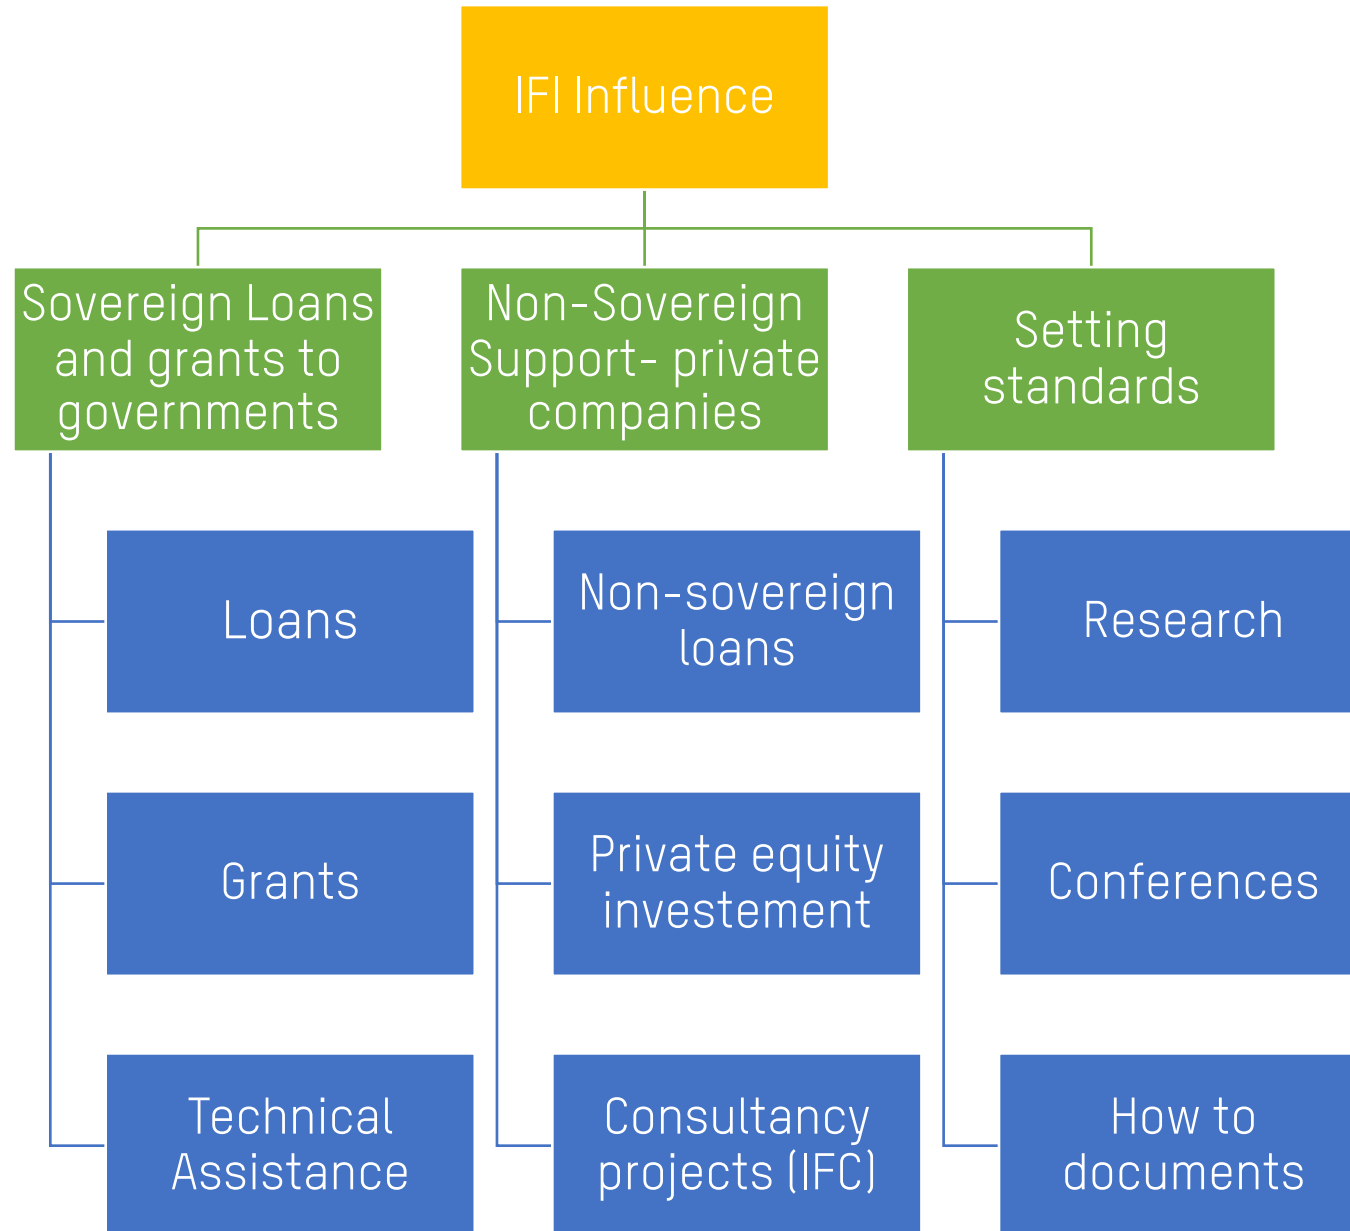 IFI Influence
Sovereign Loans
and grants to
governments
Non-Sovereign
Support- private
companies
Setting
standards
Loans
Grants
Technical
Assistance
Non-sovereign
loans
Private equity
investement
Consultancy
projects (IFC)
Research
Conferences
How to
documents